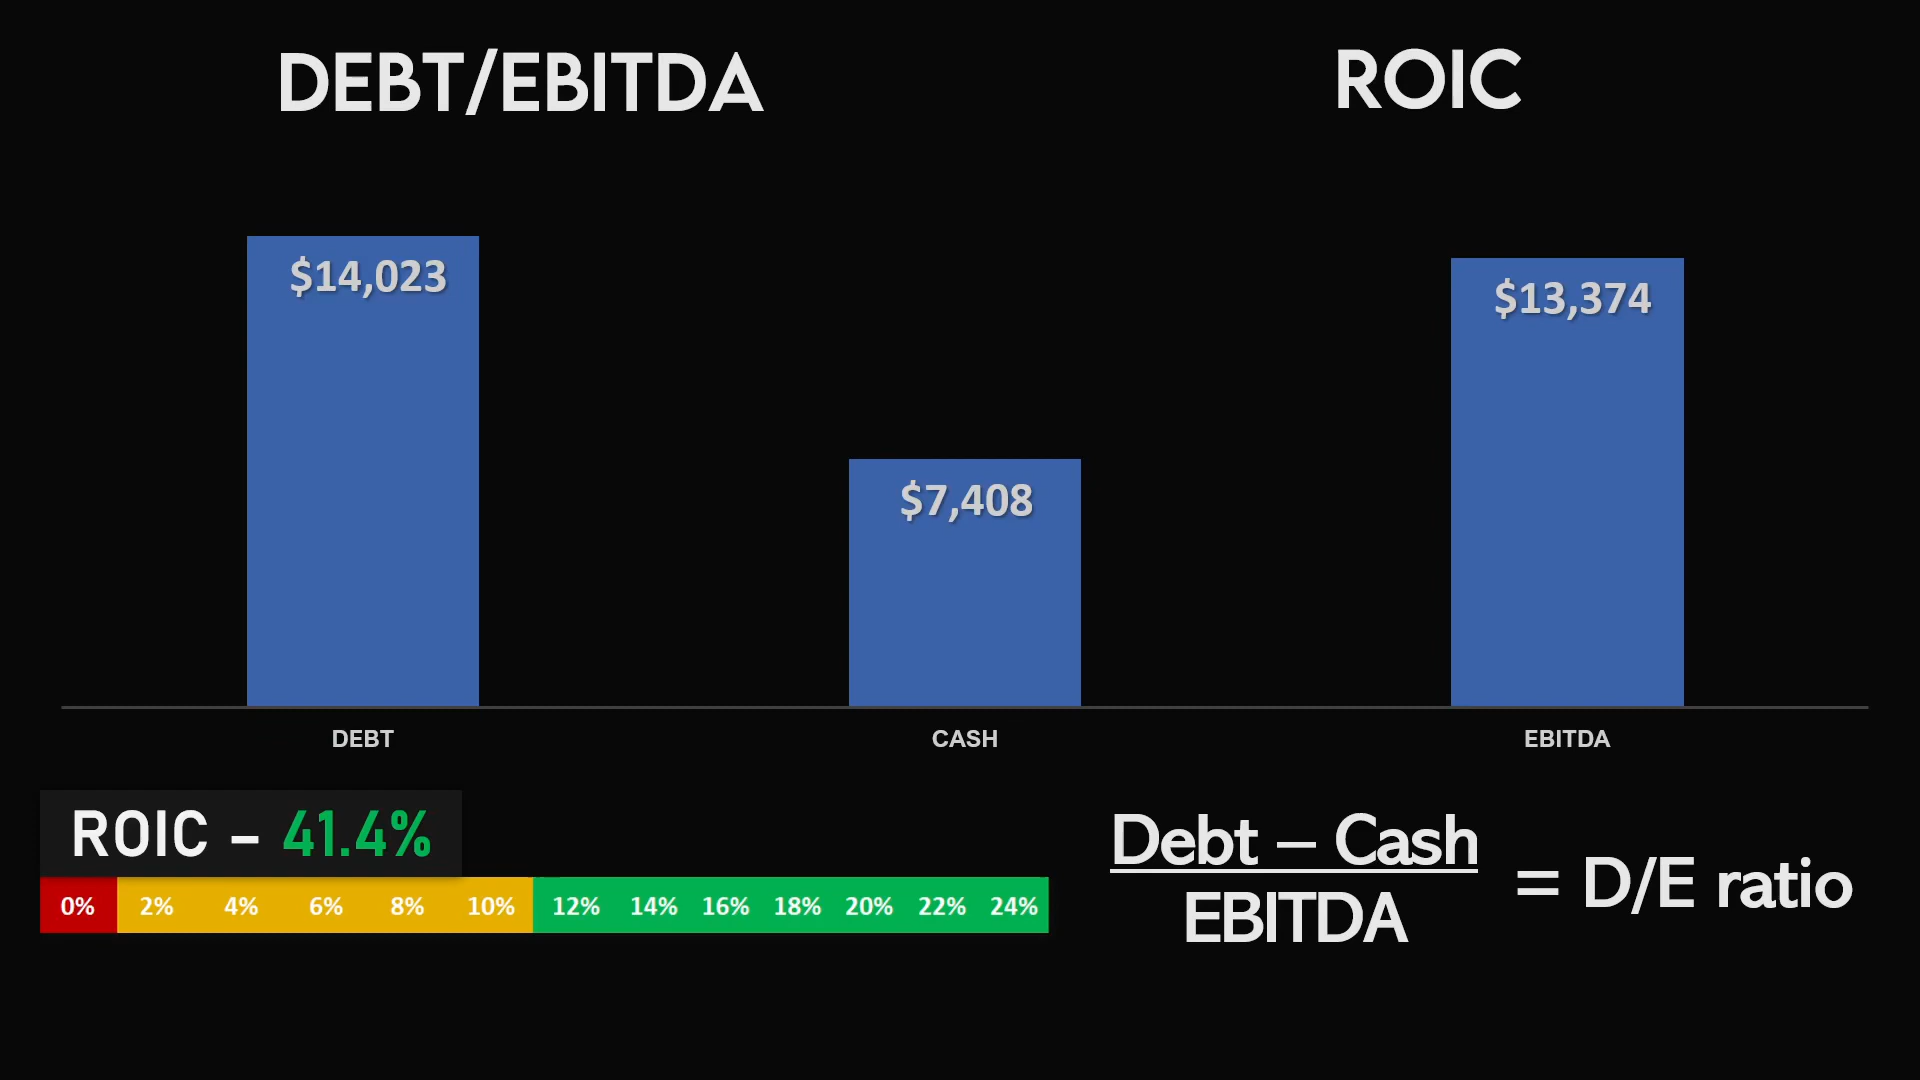 DEBT/EBITDA
ROIC
$14,023
$7,408
$13,374
DEBT
CASH
EBITDA
ROIC – 41.4%
0% 2% 4% 6% 8% 10% 12% 14% 16% 18% 20% 22% 24%
Debt – Cash
EBITDA
= D/E ratio